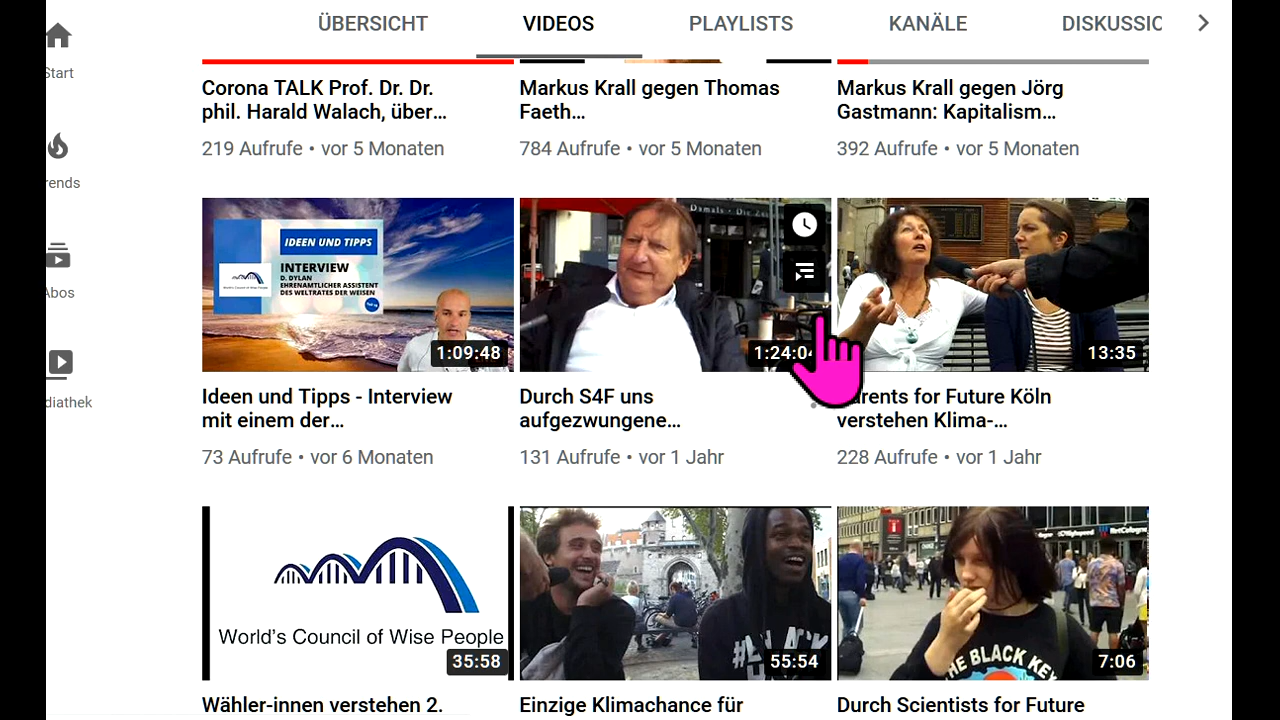 ÜBERSICHT VIDEOS PLAYLISTS KANÄLE DISKUSSIC
Start
rends
Abos
diathek
Corona TALK Prof. Dr. Dr.
phil. Harald Walach, über…
219 Aufrufe • vor 5 Monaten
Markus Krall gegen Thomas
Faeth…
784 Aufrufe • vor 5 Monaten
Markus Krall gegen Jörg
Gastmann: Kapitalism…
392 Aufrufe • vor 5 Monaten
IDEEN UND TIPPS
INTERVIEW
D. DYLAN
EHRENAMTLICHER ASSISTENT
DES WELTRATES DER WEISEN
World's Council of Wise People
1:09:48
Ideen und Tipps - Interview
mit einem der…
73 Aufrufe • vor 6 Monaten
1:24:04
Durch S4F uns
aufgezwungene…
131 Aufrufe • vor 1 Jahr
13:35
arents for Future Köln
verstehen Klima-…
228 Aufrufe • vor 1 Jahr
World's Council of Wise People
35:58
Wähler-innen verstehen 2.
55:54
Einzige Klimachance für
THE BLACK KEY
7:06
Durch Scientists for Future